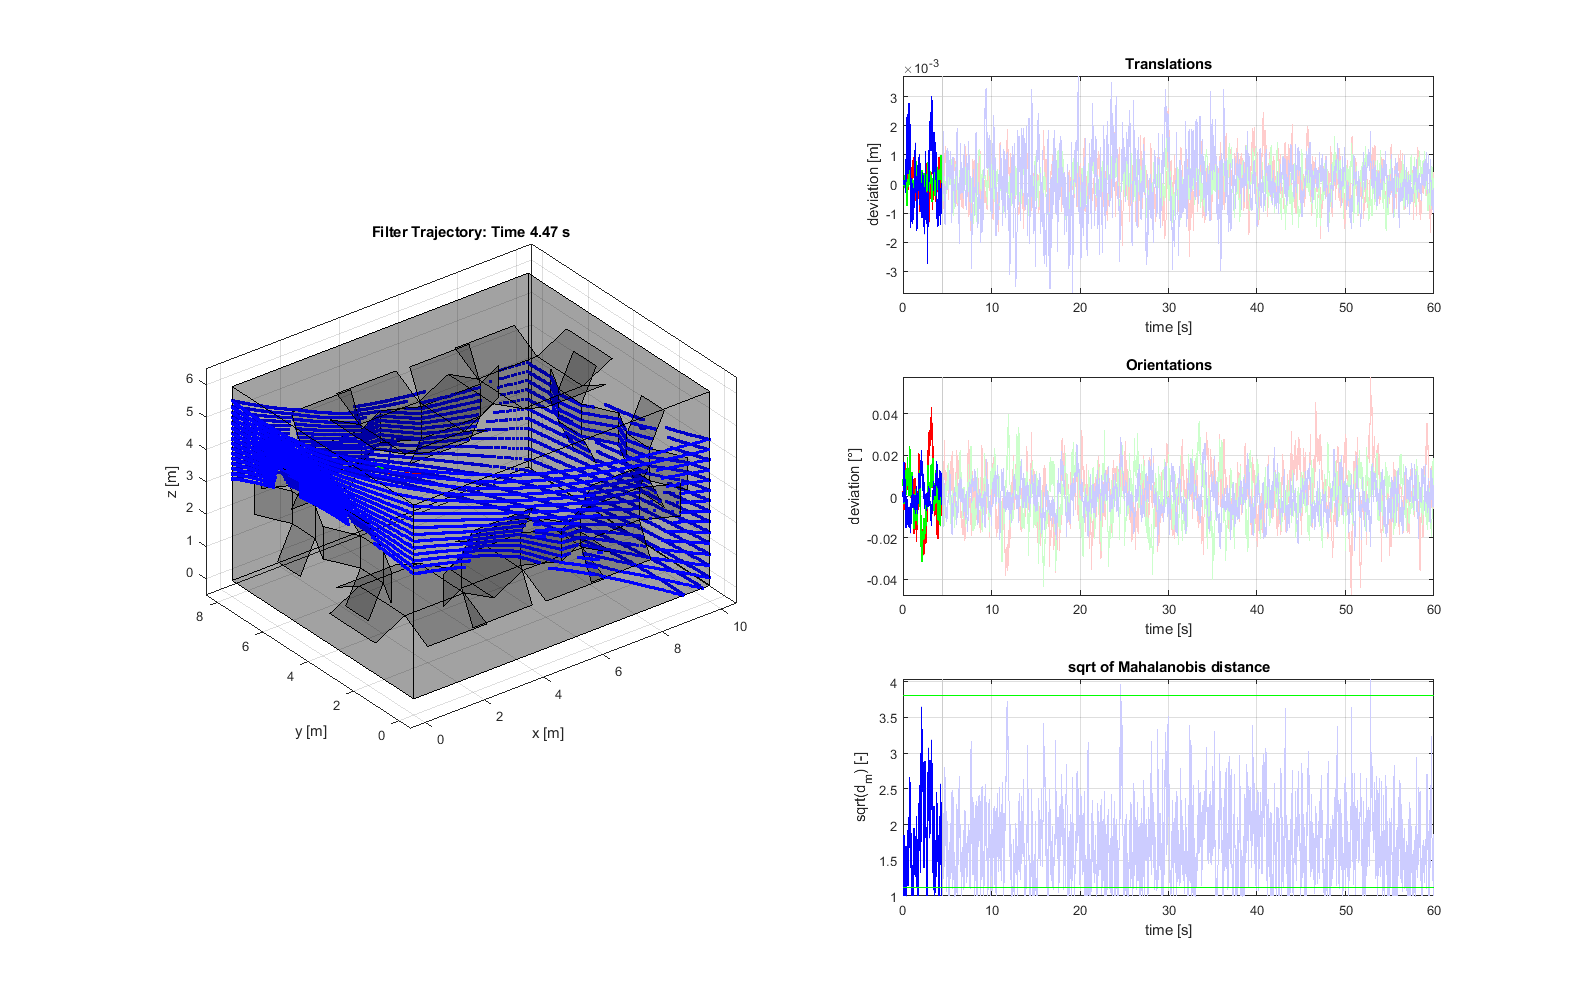 Filter Trajectory: Time 4.47 s
6
5
4
3
2
1
0
z [m]
8
6
4
2
0
y [m]
0
2
4
6
8
10
x [m]
×10-3
Translations
3
2
1
0
-1
-2
-3
deviation [m]
0 10 20 30 40 50 60
time [s]
Orientations
0.04
0.02
0
-0.02
-0.04
deviation [°]
0 10 20 30 40 50 60
time [s]
sqrt of Mahalanobis distance
4
3.5
3
2.5
2
1.5
1
sqrt(dm) [-]
0 10 20 30 40 50 60
time [s]